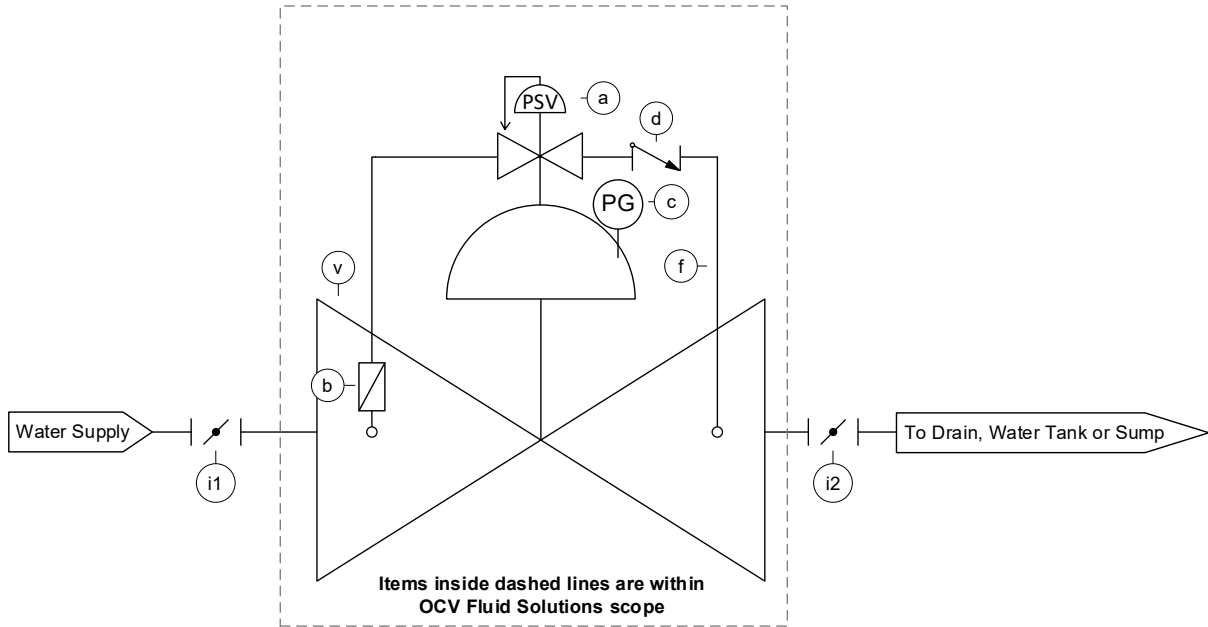 PSV
a
d
PG
c
v
f
b
Water Supply
To Drain, Water Tank or Sump
i1
i2
Items inside dashed lines are within
OCV Fluid Solutions scope